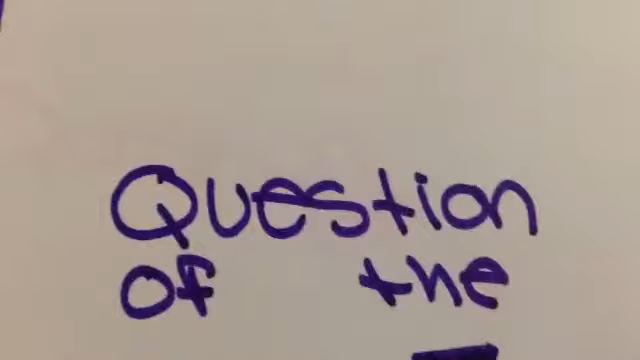 Question
of the